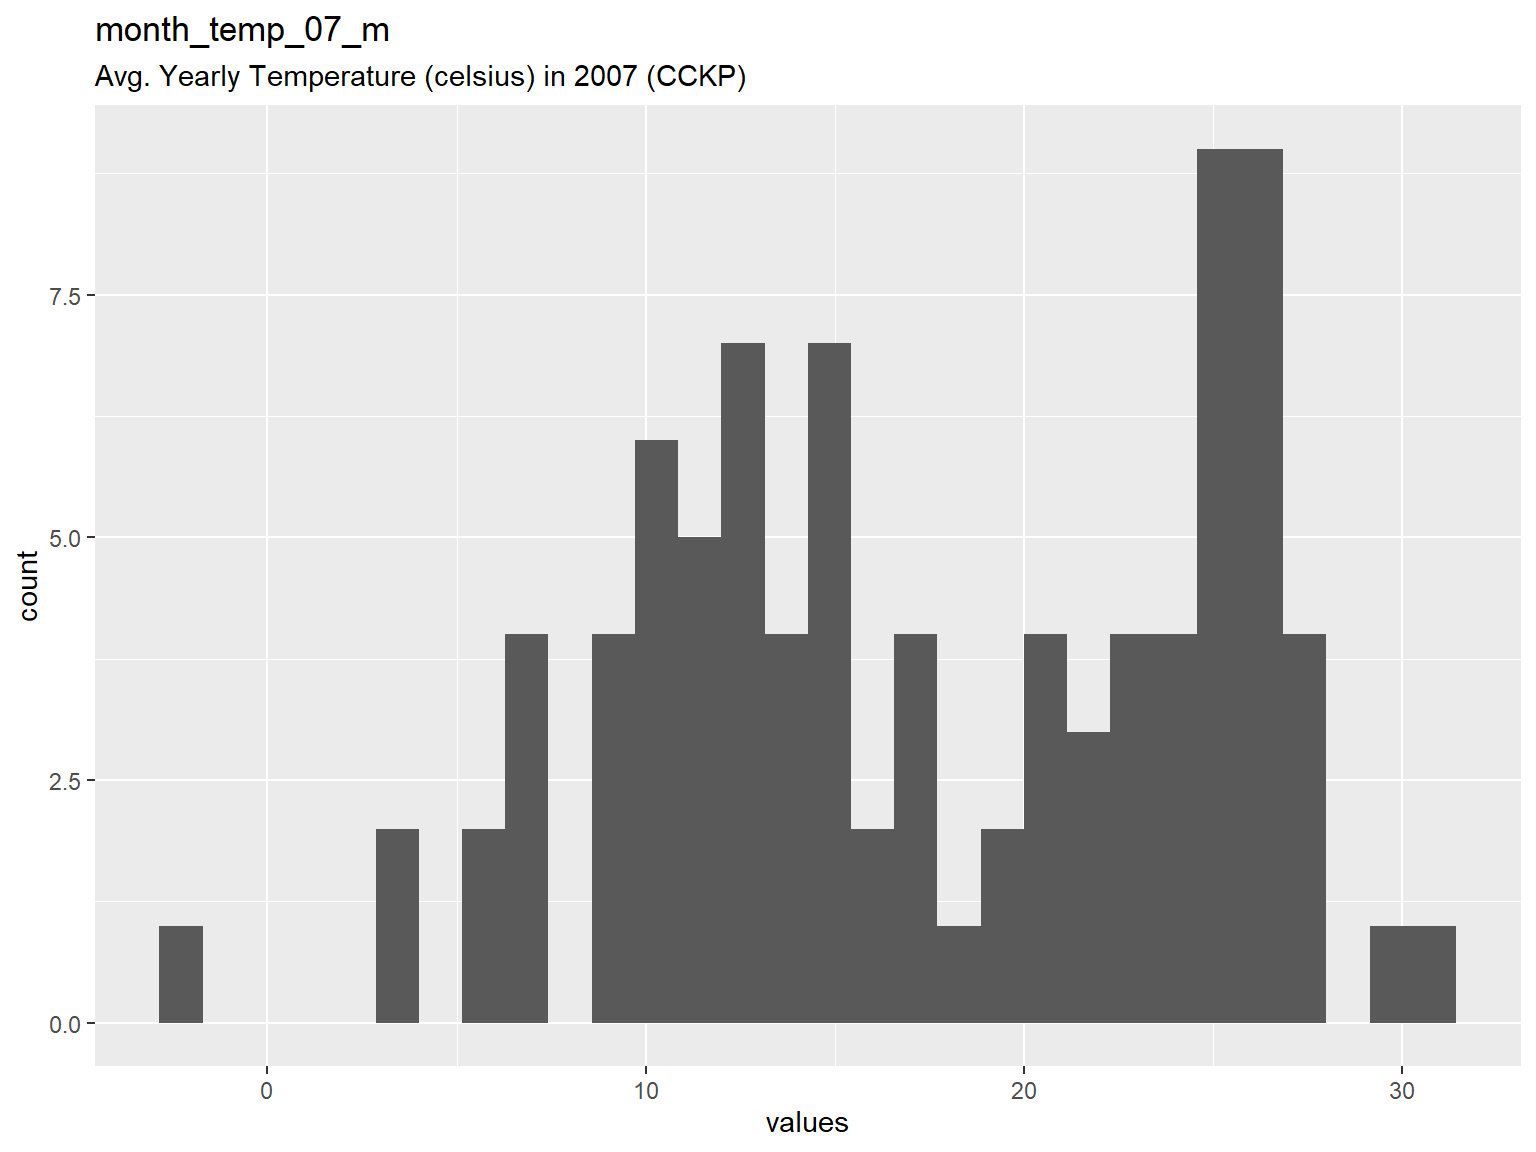 month_temp_07_m
Avg. Yearly Temperature (celsius) in 2007 (CCKP)
7.5
5.0
2.5
0.0
count
0 10 20 30
values